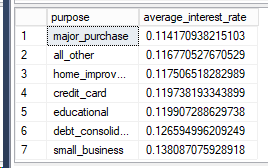 purpose average_interest_rate
1 major_purchase 0.114170938215103
2 all_other 0.116770527670529
3 home_improv... 0.117506518282989
4 credit_card 0.119738193343899
5 educational 0.119907288629738
6 debt_consolid... 0.126594996209249
7 small_business 0.138087075928918